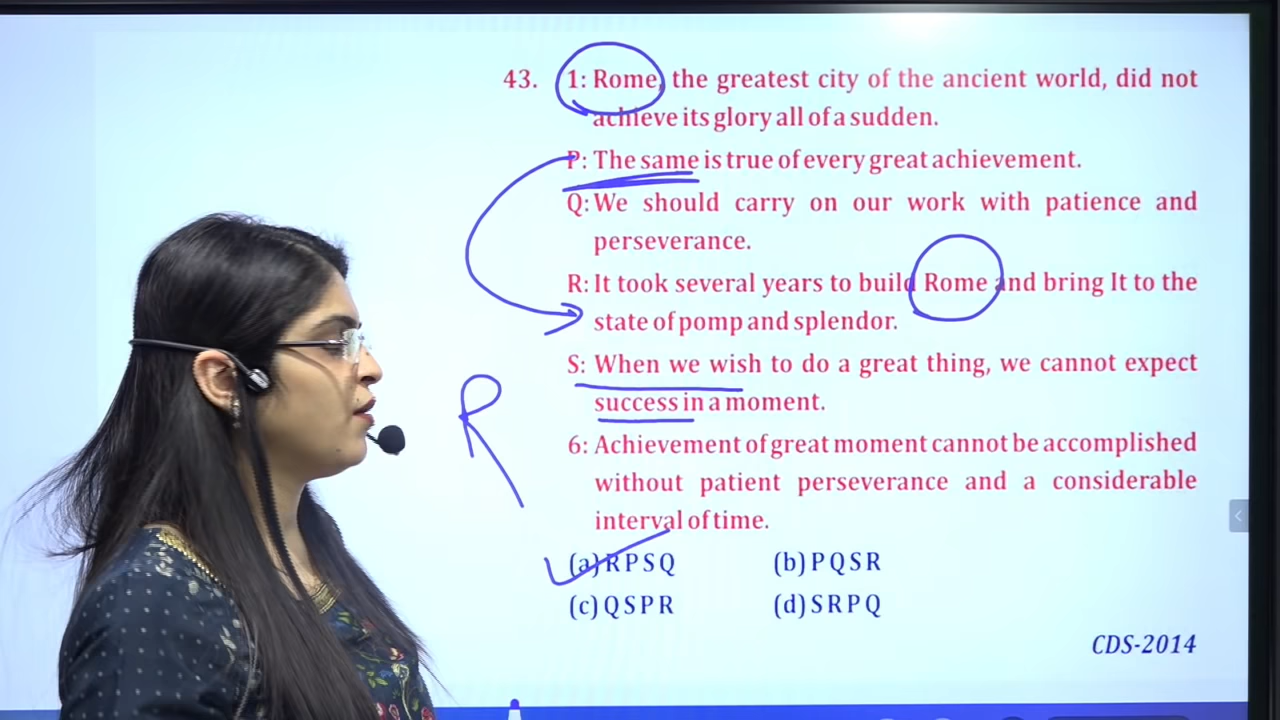 43. 1: Rome, the greatest city of the ancient world, did not
achieve its glory all of a sudden.
P: The same is true of every great achievement.
Q: We should carry on our work with patience and
perseverance.
R: It took several years to build Rome and bring It to the
state of pomp and splendor.
S: When we wish to do a great thing, we cannot expect
success in a moment.
R
6: Achievement of great moment cannot be accomplished
without patient perseverance and a considerable
interval of time.
(a) R P S Q (b) P Q S R
(c) Q S P R (d) S R P Q
CDS-2014